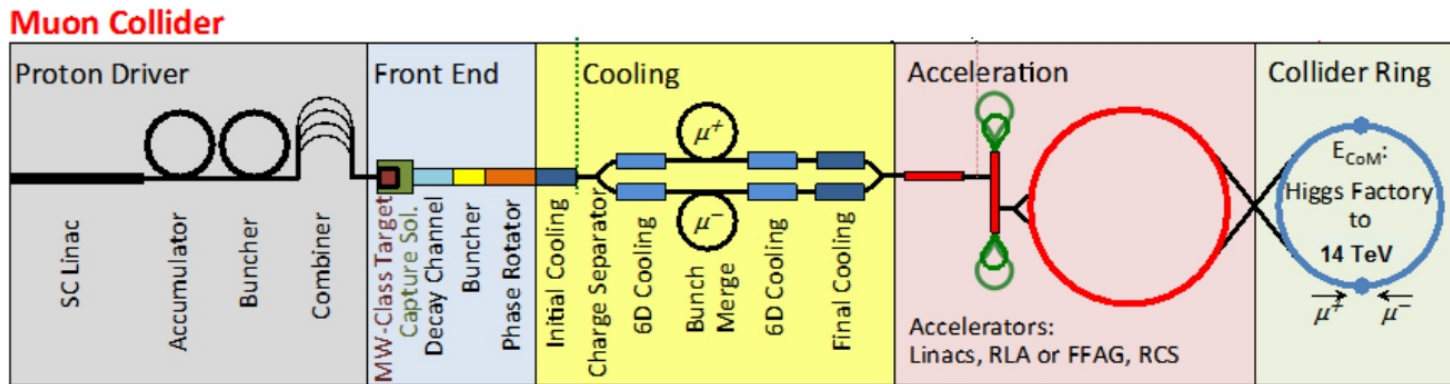 Muon Collider
Proton Driver
Front End
Cooling
Acceleration
Collider Ring
μ+
μ−
E CoM:
Higgs Factory
to
14 TeV
μ+
μ−
SC Linac
Accumulator
Buncher
Combiner
MW-Class Target
Capture Sol.
Decay Channel
Buncher
Phase Rotator
Initial Cooling
Charge Separator
6D Cooling
Bunch
Merge
6D Cooling
Final Cooling
Accelerators:
Linacs, RLA or FFAG, RCS